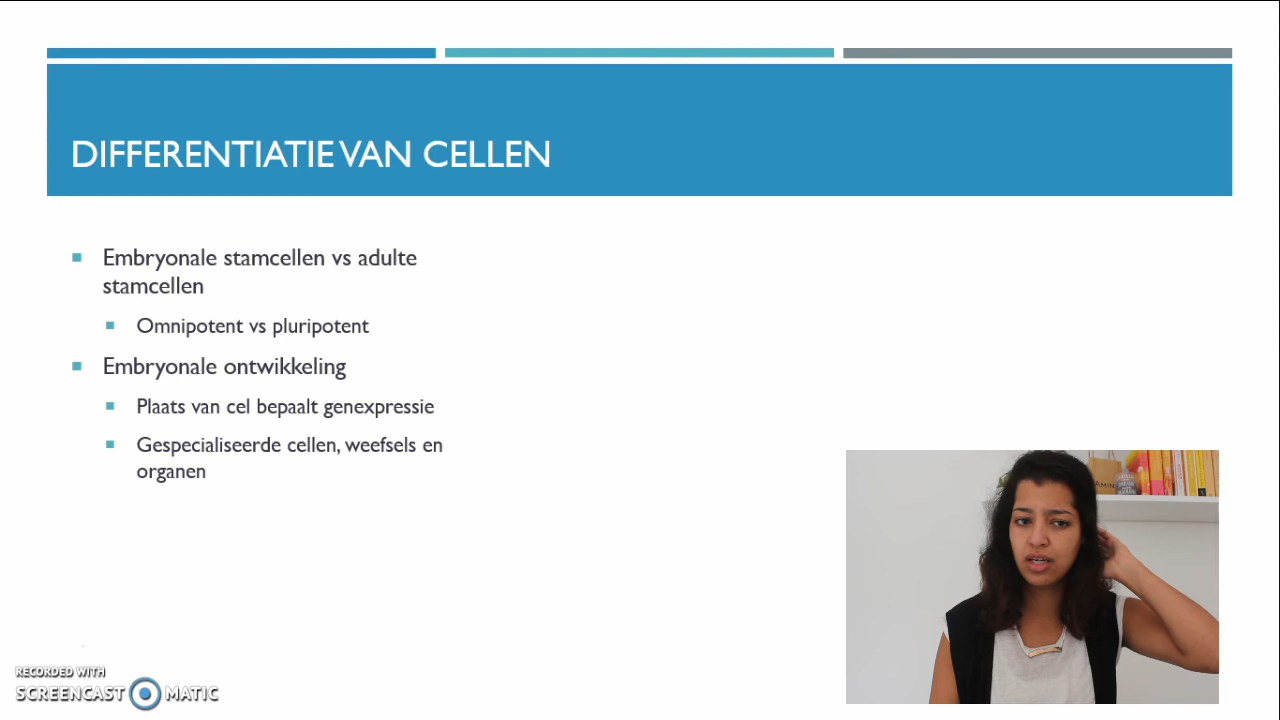 DIFFERENTIATIE VAN CELLEN
Embryonale stamcellen vs adulte
stamcellen
Omnipotent vs pluripotent
Embryonale ontwikkeling
Plaats van cel bepaalt genexpressie
Gespecialiseerde cellen, weefsels en
organen
RECORDED WITH
SCREENCAST MATIC